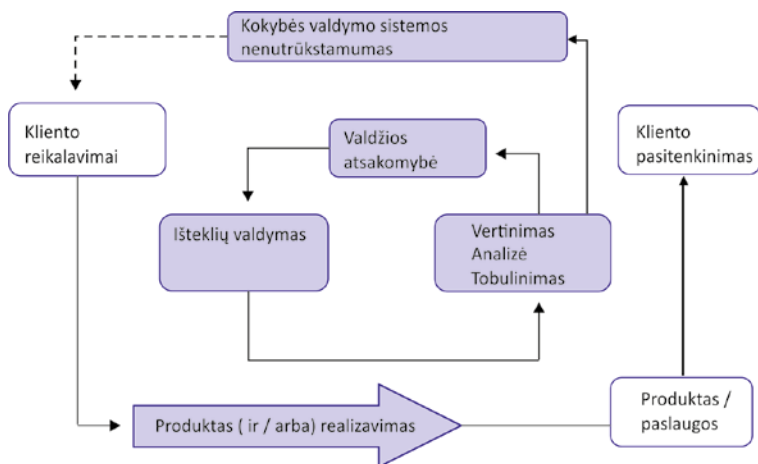 Kokybės valdymo sistemos
nenutrūkstamumas
Kliento
reikalavimai
Valdžios
atsakomybė
Kliento
pasitenkinimas
Išteklių valdymas
Vertinimas
Analizė
Tobulinimas
Produktas ( ir / arba) realizavimas
Produktas /
paslaugos